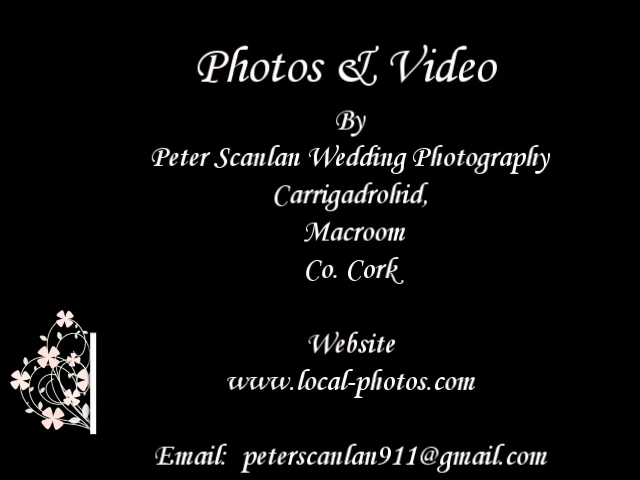 Photos & Video
By
Peter Scanlan Wedding Photography
Carrigadrohid,
Macroom
Co. Cork
Website
www.local-photos.com
Email: peterscanlan911@gmail.com